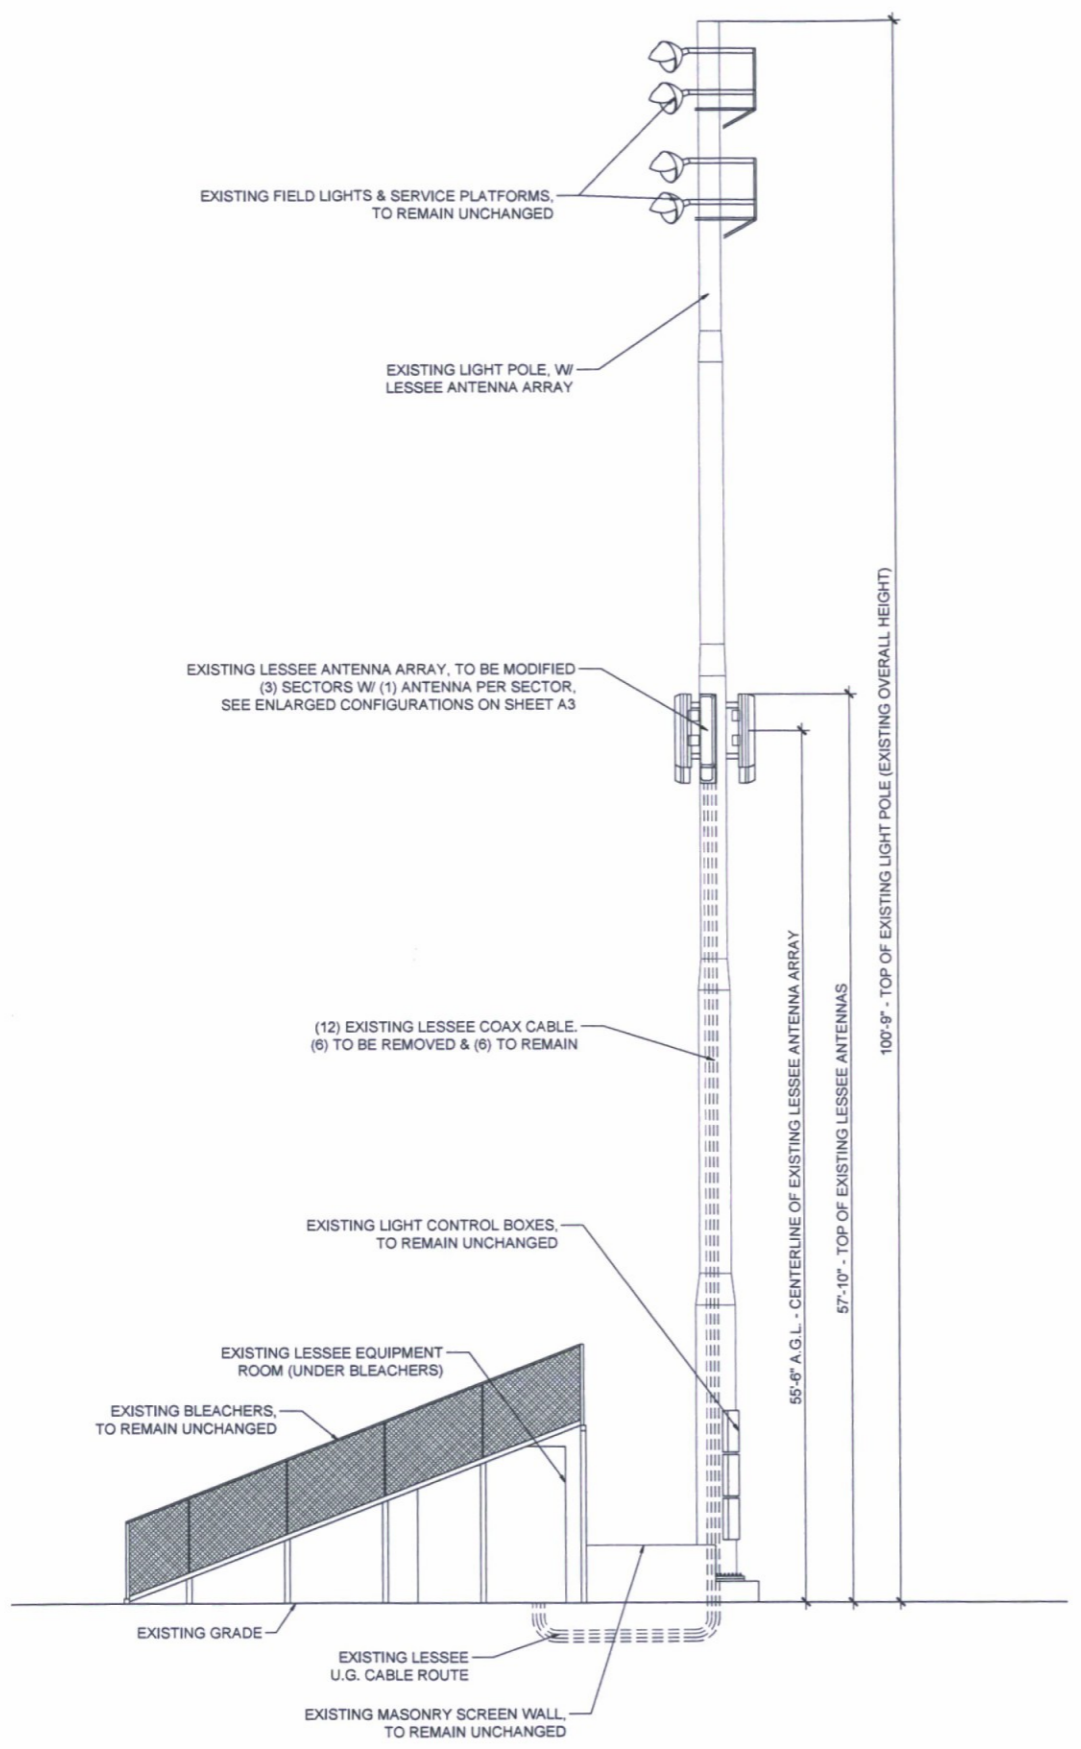 EXISTING FIELD LIGHTS & SERVICE PLATFORMS,
TO REMAIN UNCHANGED
EXISTING LIGHT POLE, W/
LESSEE ANTENNA ARRAY
EXISTING LESSEE ANTENNA ARRAY, TO BE MODIFIED
(3) SECTORS W/ (1) ANTENNA PER SECTOR,
SEE ENLARGED CONFIGURATIONS ON SHEET A3
(12) EXISTING LESSEE COAX CABLE.
(6) TO BE REMOVED & (6) TO REMAIN
EXISTING LIGHT CONTROL BOXES,
TO REMAIN UNCHANGED
EXISTING LESSEE EQUIPMENT
ROOM (UNDER BLEACHERS)
EXISTING BLEACHERS,
TO REMAIN UNCHANGED
EXISTING GRADE
EXISTING LESSEE
U.G. CABLE ROUTE
EXISTING MASONRY SCREEN WALL,
TO REMAIN UNCHANGED
55'-6" A.G.L. - CENTERLINE OF EXISTING LESSEE ANTENNA ARRAY
57'-10" - TOP OF EXISTING LESSEE ANTENNAS
100'-9" - TOP OF EXISTING LIGHT POLE (EXISTING OVERALL HEIGHT)